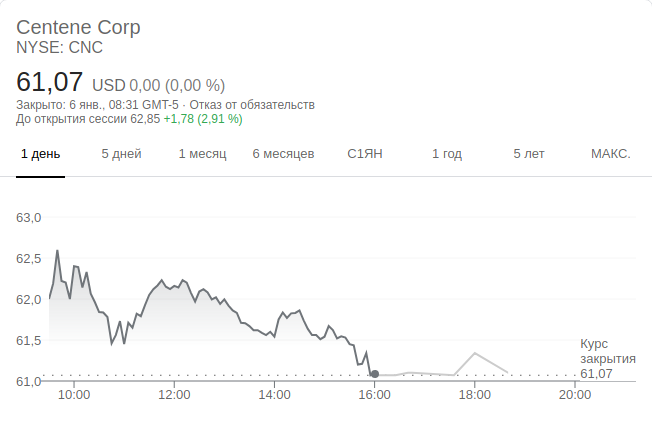 Centene Corp
NYSE: CNC
61,07 USD 0,00 (0,00 %)
Закрыто: 6 янв., 08:31 GMT-5 · Отказ от обязательств
До открытия сессии 62,85 +1,78 (2,91 %)
1 день 5 дней 1 месяц 6 месяцев С1ЯН 1 год 5 лет МАКС.
63,0
62,5
62,0
61,5
Курс
закрытия
61,07
61,0
10:00 12:00 14:00 16:00 18:00 20:00